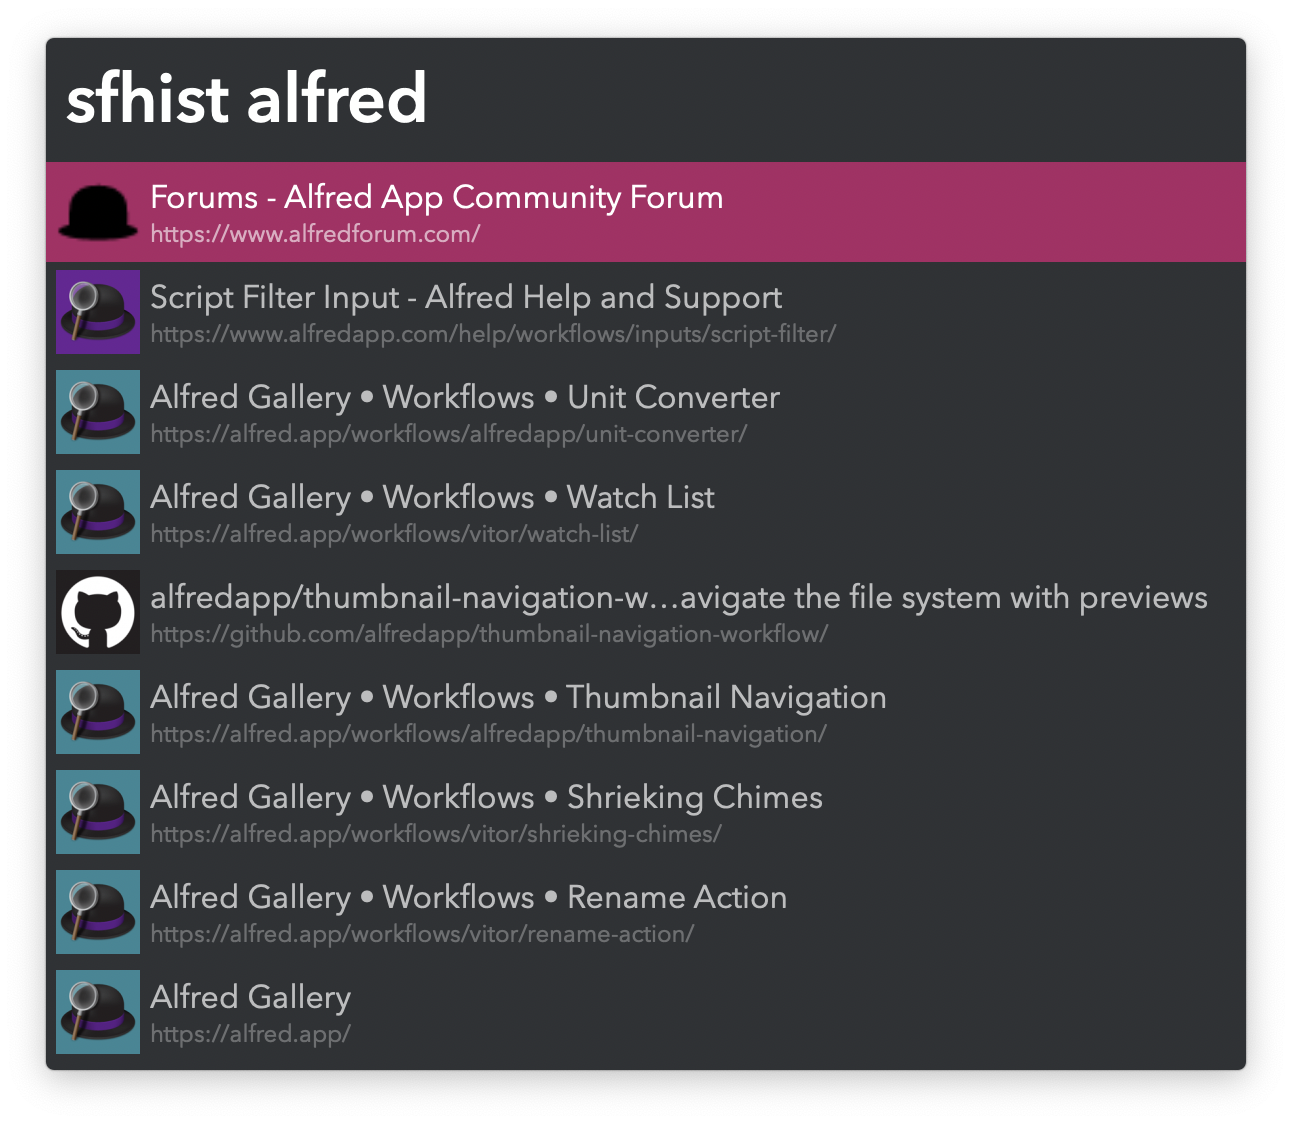 sfhist alfred
Forums - Alfred App Community Forum
https://www.alfredforum.com/
Script Filter Input - Alfred Help and Support
https://www.alfredapp.com/help/workflows/inputs/script-filter/
Alfred Gallery • Workflows • Unit Converter
https://alfred.app/workflows/alfredapp/unit-converter/
Alfred Gallery • Workflows • Watch List
https://alfred.app/workflows/vitor/watch-list/
alfredapp/thumbnail-navigation-w…avigate the file system with previews
https://github.com/alfredapp/thumbnail-navigation-workflow/
Alfred Gallery • Workflows • Thumbnail Navigation
https://alfred.app/workflows/alfredapp/thumbnail-navigation/
Alfred Gallery • Workflows • Shrieking Chimes
https://alfred.app/workflows/vitor/shrieking-chimes/
Alfred Gallery • Workflows • Rename Action
https://alfred.app/workflows/vitor/rename-action/
Alfred Gallery
https://alfred.app/